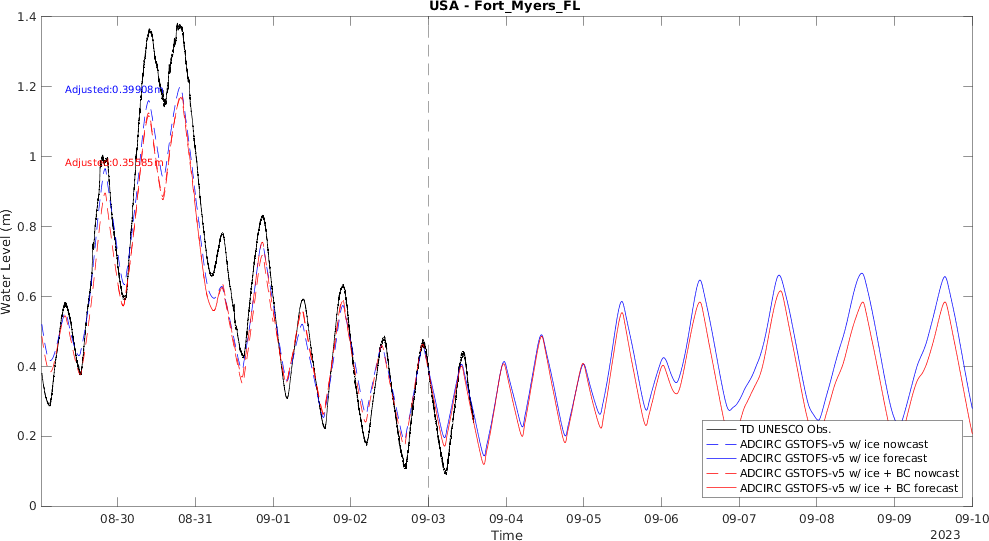 USA - Fort_Myers_FL
1.4
1.2
1
0.8
0.6
0.4
0.2
0
Water Level (m)
Adjusted:0.39908m
Adjusted:0.35585m
TD UNESCO Obs.
ADCIRC GSTOFS-v5 w/ ice nowcast
ADCIRC GSTOFS-v5 w/ ice forecast
ADCIRC GSTOFS-v5 w/ ice + BC nowcast
ADCIRC GSTOFS-v5 w/ ice + BC forecast
08-30 08-31 09-01 09-02 09-03 09-04 09-05 09-06 09-07 09-08 09-09 09-10
Time
2023